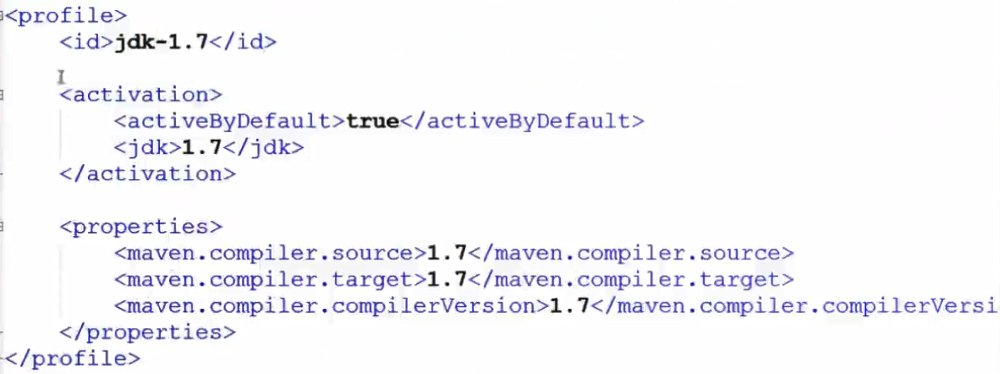 <profile>
<id>jdk-1.7</id>
<activation>
<activeByDefault>true</activeByDefault>
<jdk>1.7</jdk>
</activation>
<properties>
<maven.compiler.source>1.7</maven.compiler.source>
<maven.compiler.target>1.7</maven.compiler.target>
<maven.compiler.compilerVersion>1.7</maven.compiler.compilerVersi
</properties>
</profile>